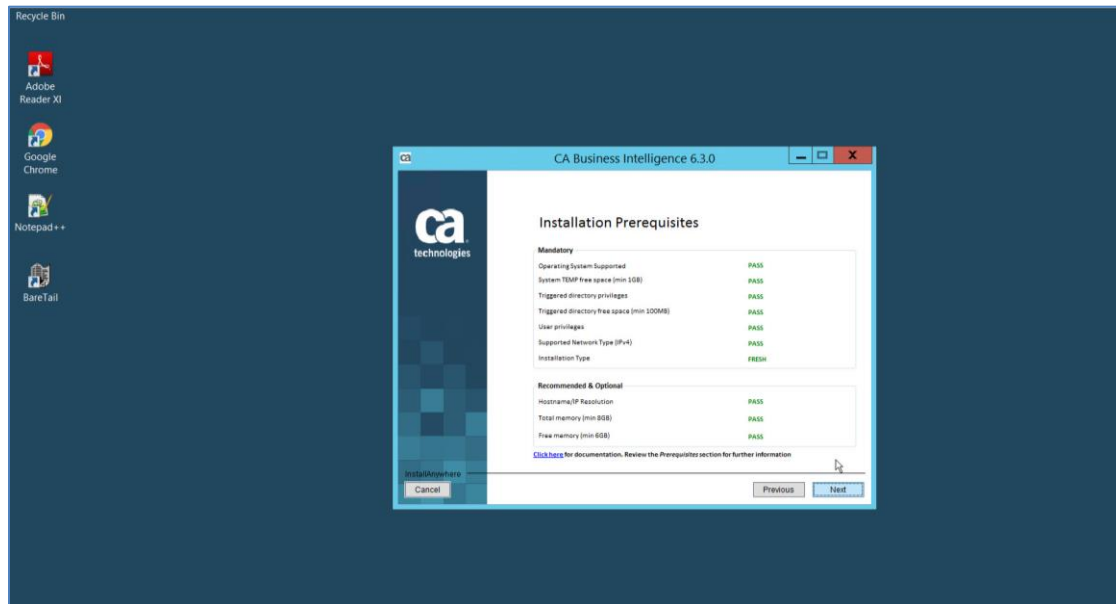 Recycle Bin
Adobe
Reader XI
Google
Chrome
Notepad++
BareTail
ca
CA Business Intelligence 6.3.0
X
ca
technologies
Installation Prerequisites
Mandatory
Operating System Supported PASS
System TEMP free space (min 1GB) PASS
Triggered directory privileges PASS
Triggered directory free space (min 100MB) PASS
User privileges PASS
Supported Network Type (IPv4) PASS
Installation Type FRESH
Recommended & Optional
Hostname/IP Resolution PASS
Total memory (min 8GB) PASS
Free memory (min 6GB) PASS
Click here for documentation. Review the Prerequisites section for further information
InstallAnywhere
Cancel Previous Next